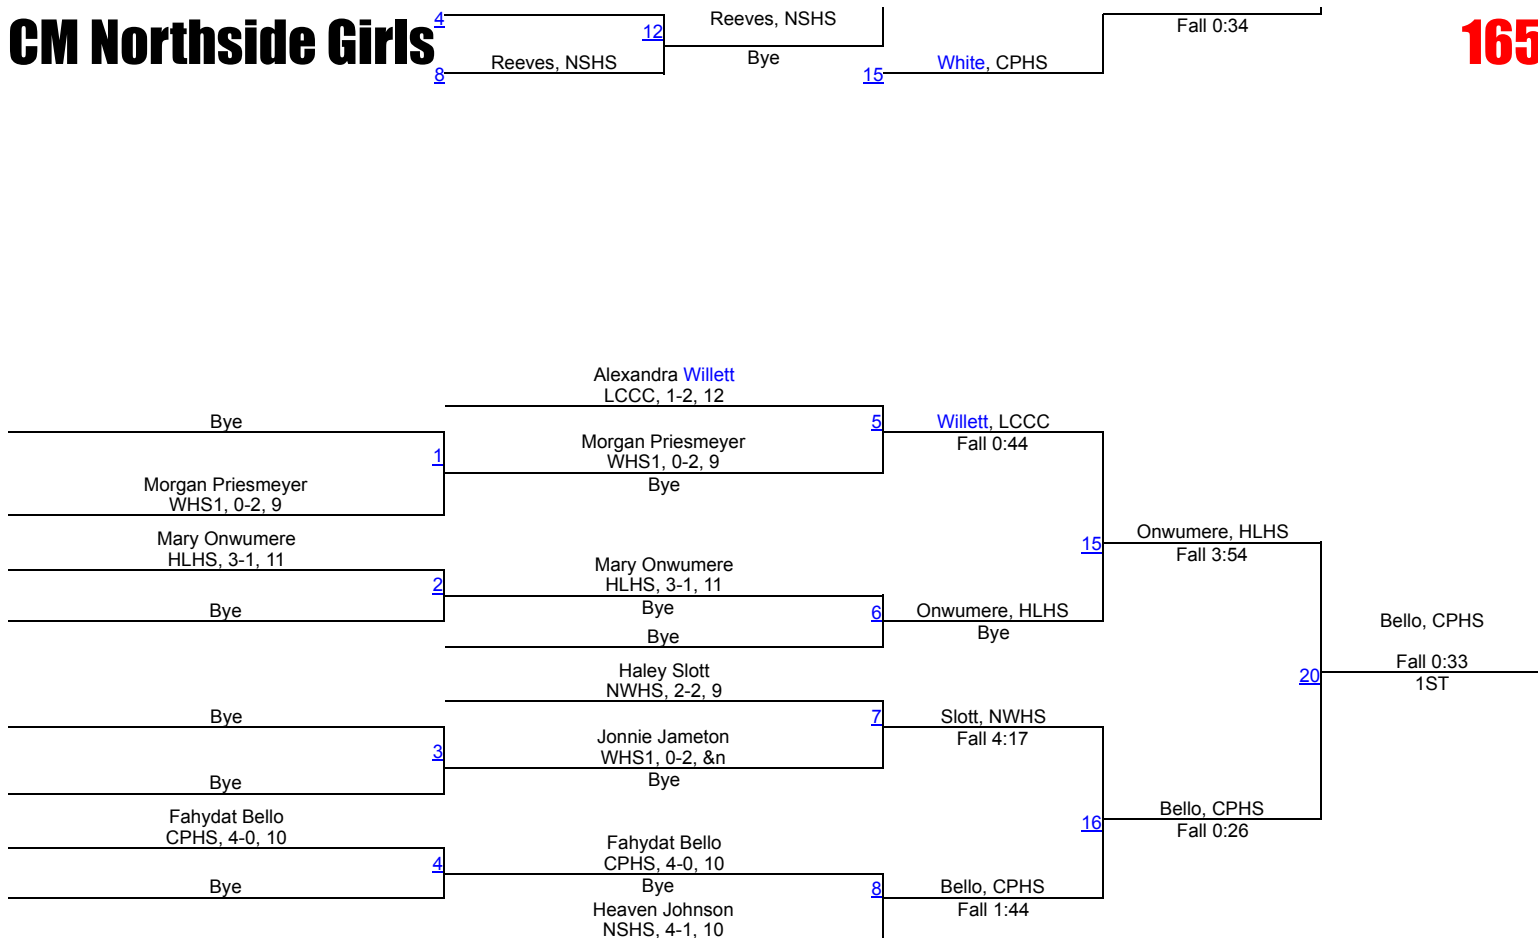 CM Northside Girls
165
4
12
Reeves, NSHS
Bye
8
Reeves, NSHS
15
White, CPHS
Fall 0:34
Alexandra Willett
LCCC, 1-2, 12
Bye
5
Willett, LCCC
Fall 0:44
1
Morgan Priesmeyer
WHS1, 0-2, 9
Bye
Morgan Priesmeyer
WHS1, 0-2, 9
Mary Onwumere
HLHS, 3-1, 11
15
Onwumere, HLHS
Fall 3:54
2
Mary Onwumere
HLHS, 3-1, 11
Bye
Bye
6
Onwumere, HLHS
Bye
Bye
Bello, CPHS
Fall 0:33
1ST
20
Haley Slott
NWHS, 2-2, 9
Bye
7
Slott, NWHS
Fall 4:17
3
Jonnie Jameton
WHS1, 0-2, &n
Bye
Bye
Fahydat Bello
CPHS, 4-0, 10
16
Bello, CPHS
Fall 0:26
4
Fahydat Bello
CPHS, 4-0, 10
Bye
Bye
8
Bello, CPHS
Fall 1:44
Heaven Johnson
NSHS, 4-1, 10